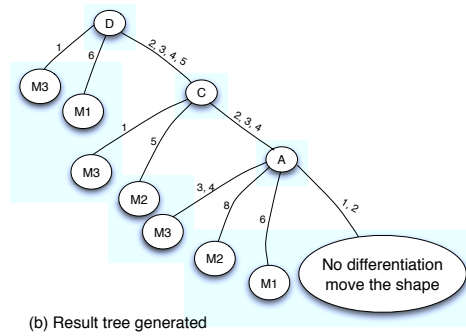 D
1
6
2, 3, 4, 5
M3
M1
C
1
5
2, 3, 4
M3
M2
A
3, 4
8
6
1, 2
M3
M2
M1
No differentiation
move the shape
(b) Result tree generated